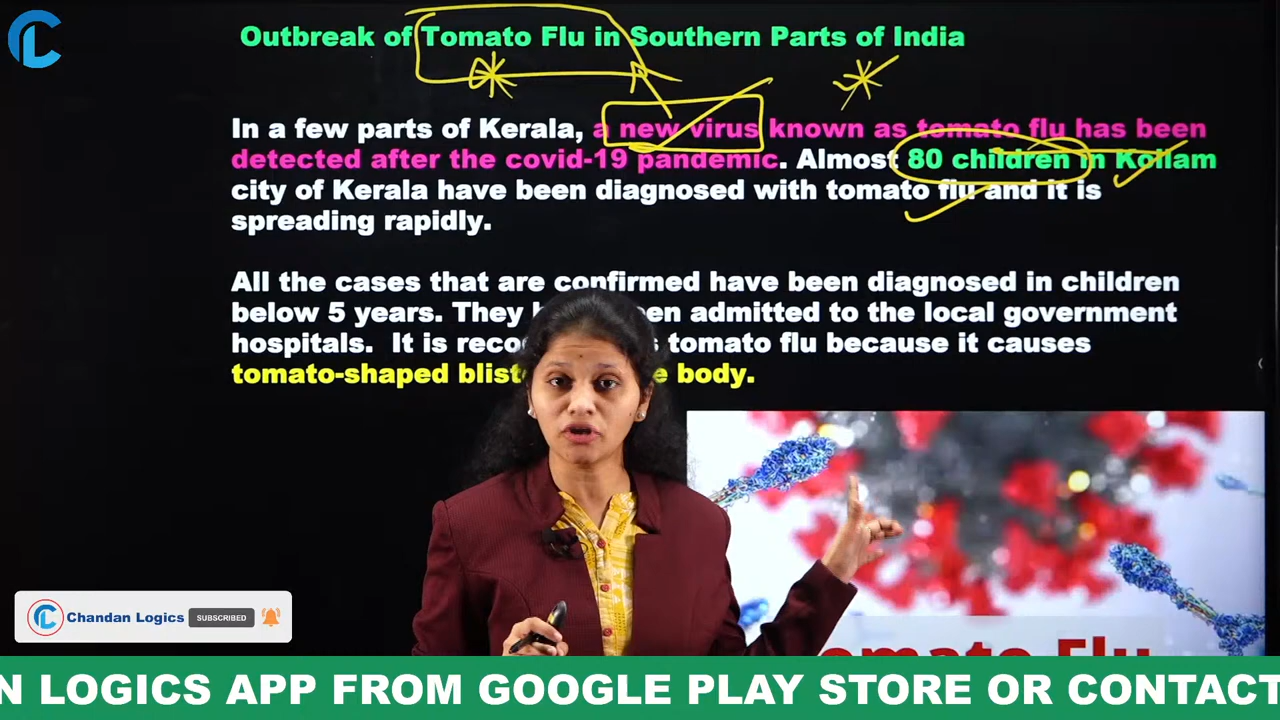 Outbreak of Tomato Flu in Southern Parts of India
In a few parts of Kerala, a new virus known as tomato flu has been
detected after the covid-19 pandemic. Almost 80 children in Kollam
city of Kerala have been diagnosed with tomato flu and it is
spreading rapidly.
All the cases that are confirmed have been diagnosed in children
below 5 years. They been admitted to the local government
hospitals. It is tomato flu because it causes
tomato-shaped body.
Tomato Flu
Chandan Logics SUBSCRIBED
N LOGICS APP FROM GOOGLE PLAY STORE OR CONTACT